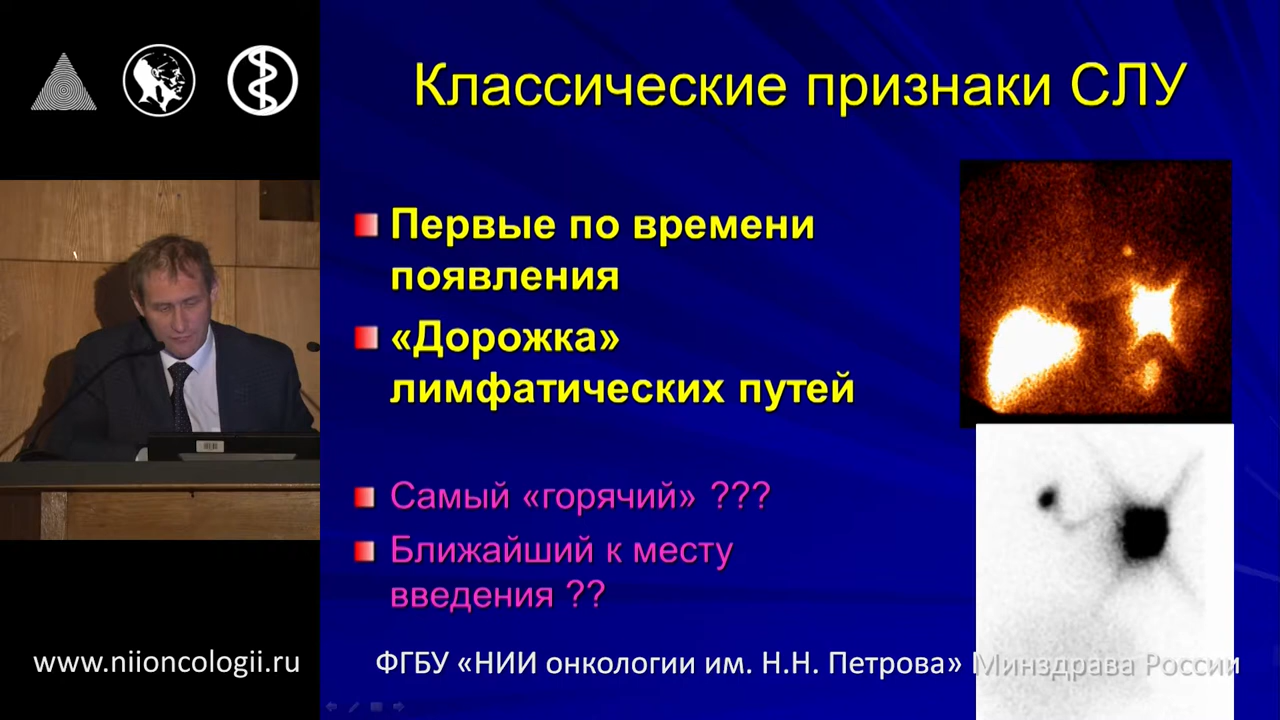 Классические признаки СЛУ
Первые по времени
появления
«Дорожка»
лимфатических путей
Самый «горячий» ???
Ближайший к месту
введения ??
www.niioncologii.ru
ФГБУ «НИИ онкологии им. Н.Н. Петрова» Минздрава России